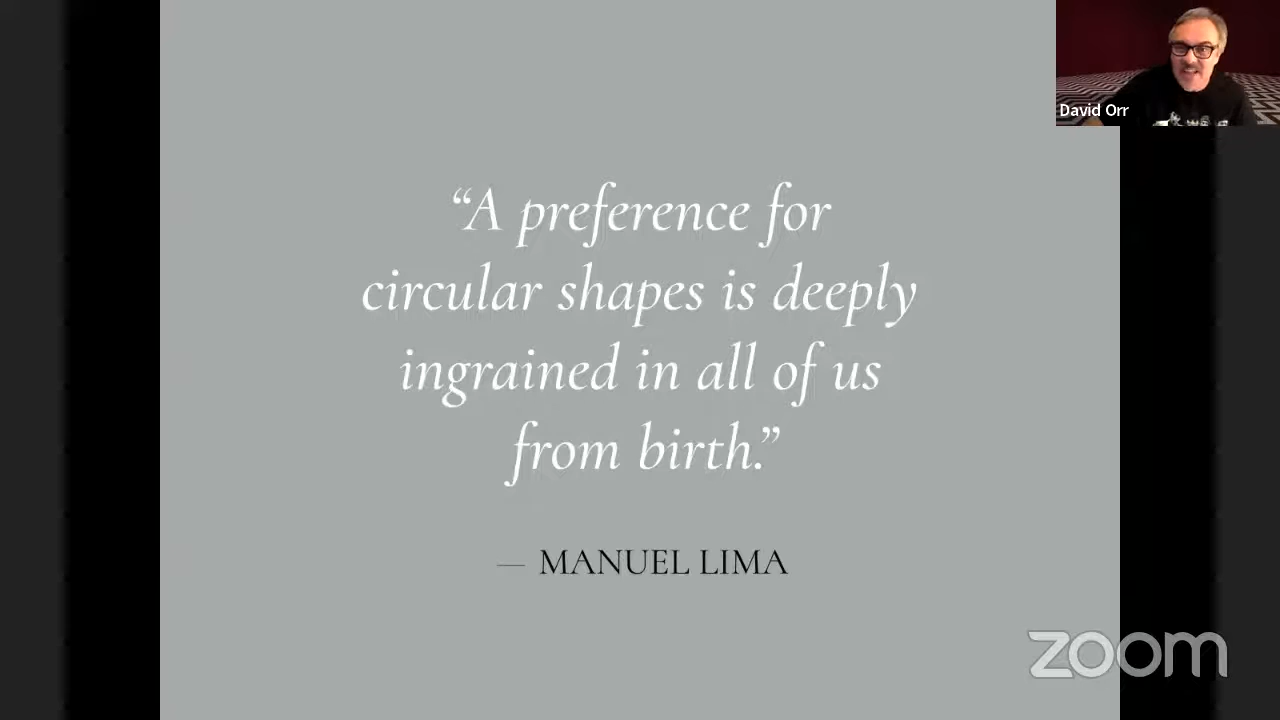 David Orr
“A preference for
circular shapes is deeply
ingrained in all of us
from birth.”
— MANUEL LIMA
zoom